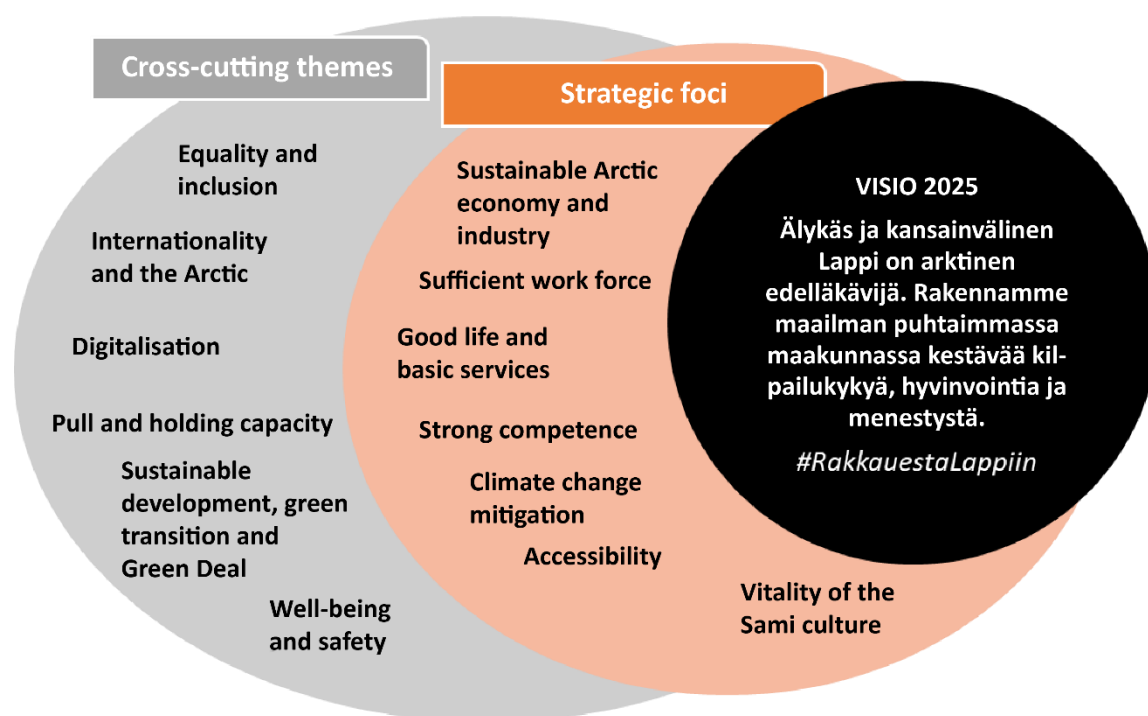 Cross-cutting themes
Equality and
inclusion
Internationality
and the Arctic
Digitalisation
Pull and holding capacity
Sustainable
development, green
transition and
Green Deal
Well-being
and safety
Strategic foci
Sustainable Arctic
economy and
industry
Sufficient work force
Good life and
basic services
Strong competence
Climate change
mitigation
Accessibility
Vitality of the
Sami culture
VISIO 2025
Älykäs ja kansainvälinen
Lappi on arktinen
edelläkävijä. Rakennamme
maailman puhtaimmassa
maakunnassa kestävää kil-
pailukykyä, hyvinvointia ja
menestystä.
#RakkauestaLappiin